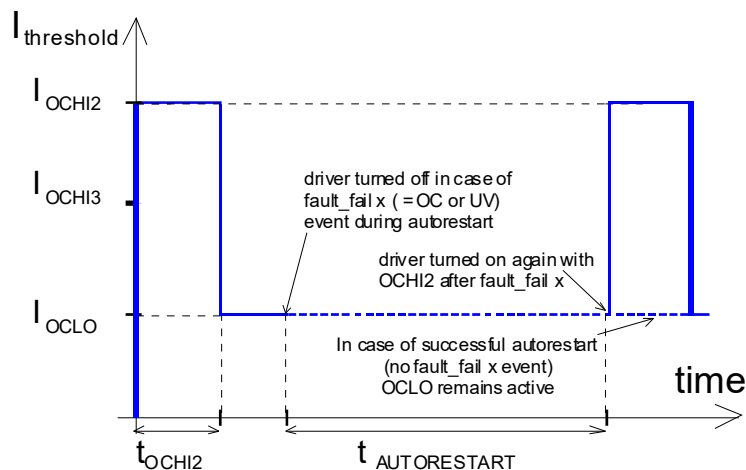 I threshold
I OCHI2
I OCHI3
I OCLO
driver turned off in case of
fault_fail x ( =OC or UV)
event during autorestart
driver turned on again with
OCHI2 after fault_fail x
In case of successful autorestart
(no fault_fail x event)
OCLO remains active
time
t OCHI2
t AUTORESTART